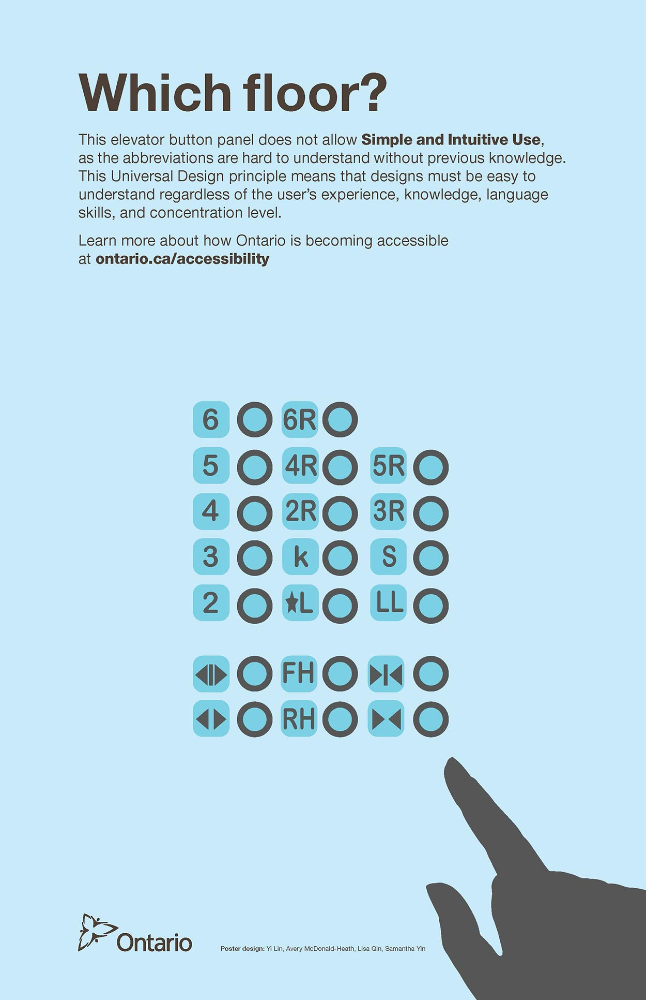 Which floor?
This elevator button panel does not allow Simple and Intuitive Use,
as the abbreviations are hard to understand without previous knowledge.
This Universal Design principle means that designs must be easy to
understand regardless of the user's experience, knowledge, language
skills, and concentration level.
Learn more about how Ontario is becoming accessible
at ontario.ca/accessibility
6 6R
5 4R 5R
4 2R 3R
3 k S
2 ★L LL
FH
RH
Ontario
Poster design: Yi Lin, Avery McDonald-Heath, Lisa Qin, Samantha Yin